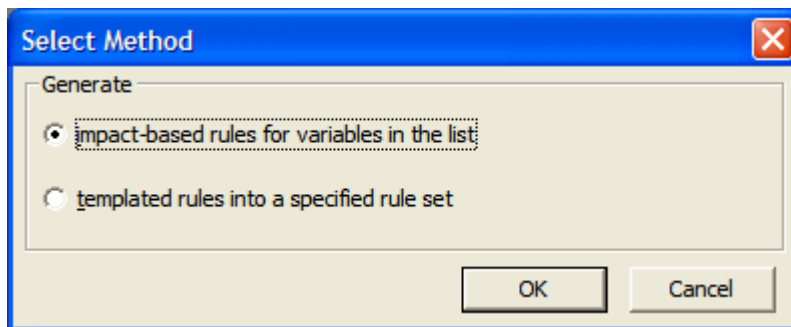 Select Method
Generate
impact-based rules for variables in the list
templated rules into a specified rule set
OK
Cancel